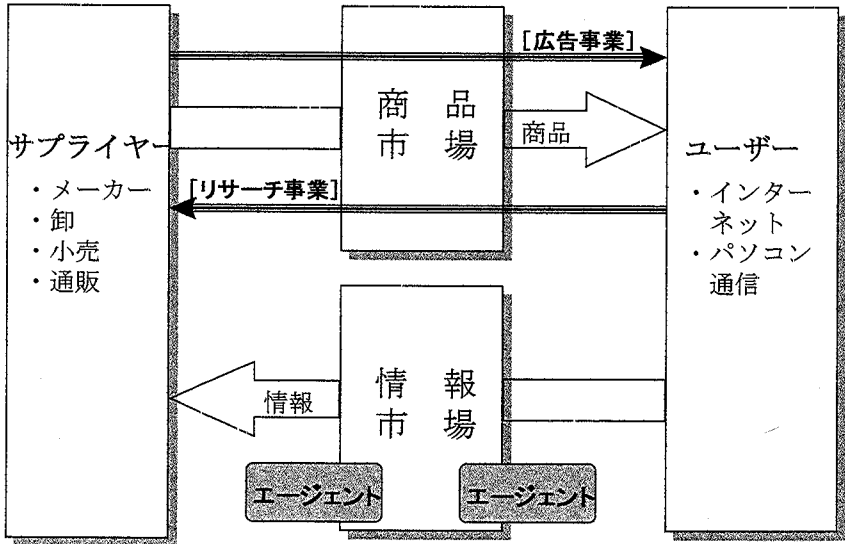 [広告事業]
商 品
市 場
商品
サプライヤー
・メーカー
・卸
・小売
・通販
[リサーチ事業]
ユーザー
・インター
ネット
・パソコン
通信
情報
情 報
市 場
エージェント
エージェント